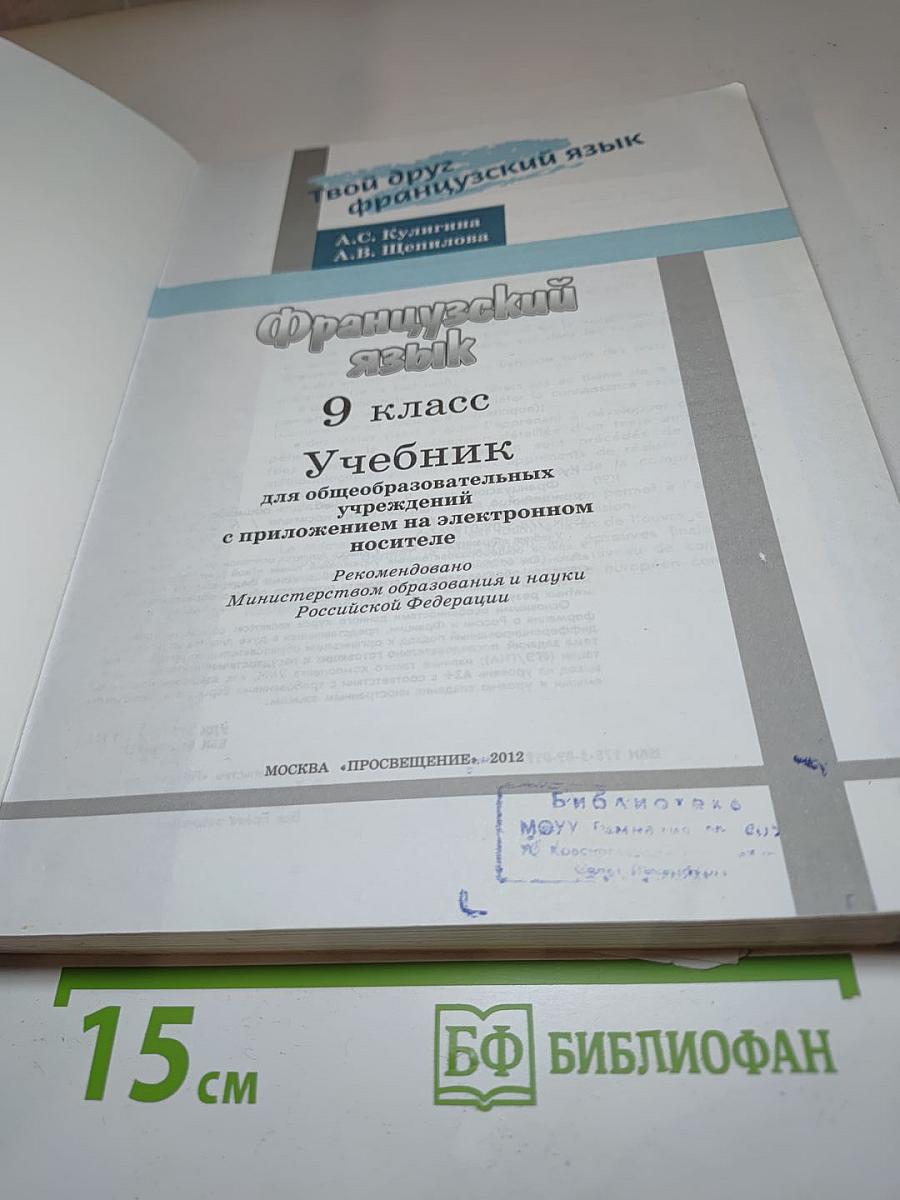 Твой друг
французский язык
А.С. Кулигина
А.В. Щепилова
Французский
язык
9 класс
Учебник
для общеобразовательных
учреждений
с приложением на электронном
носителе
Рекомендовано
Министерством образования и науки
Российской Федерации
МОСКВА «ПРОСВЕЩЕНИЕ» 2012
Библиотека
МОУ
15 см
БФ БИБЛИОФАН